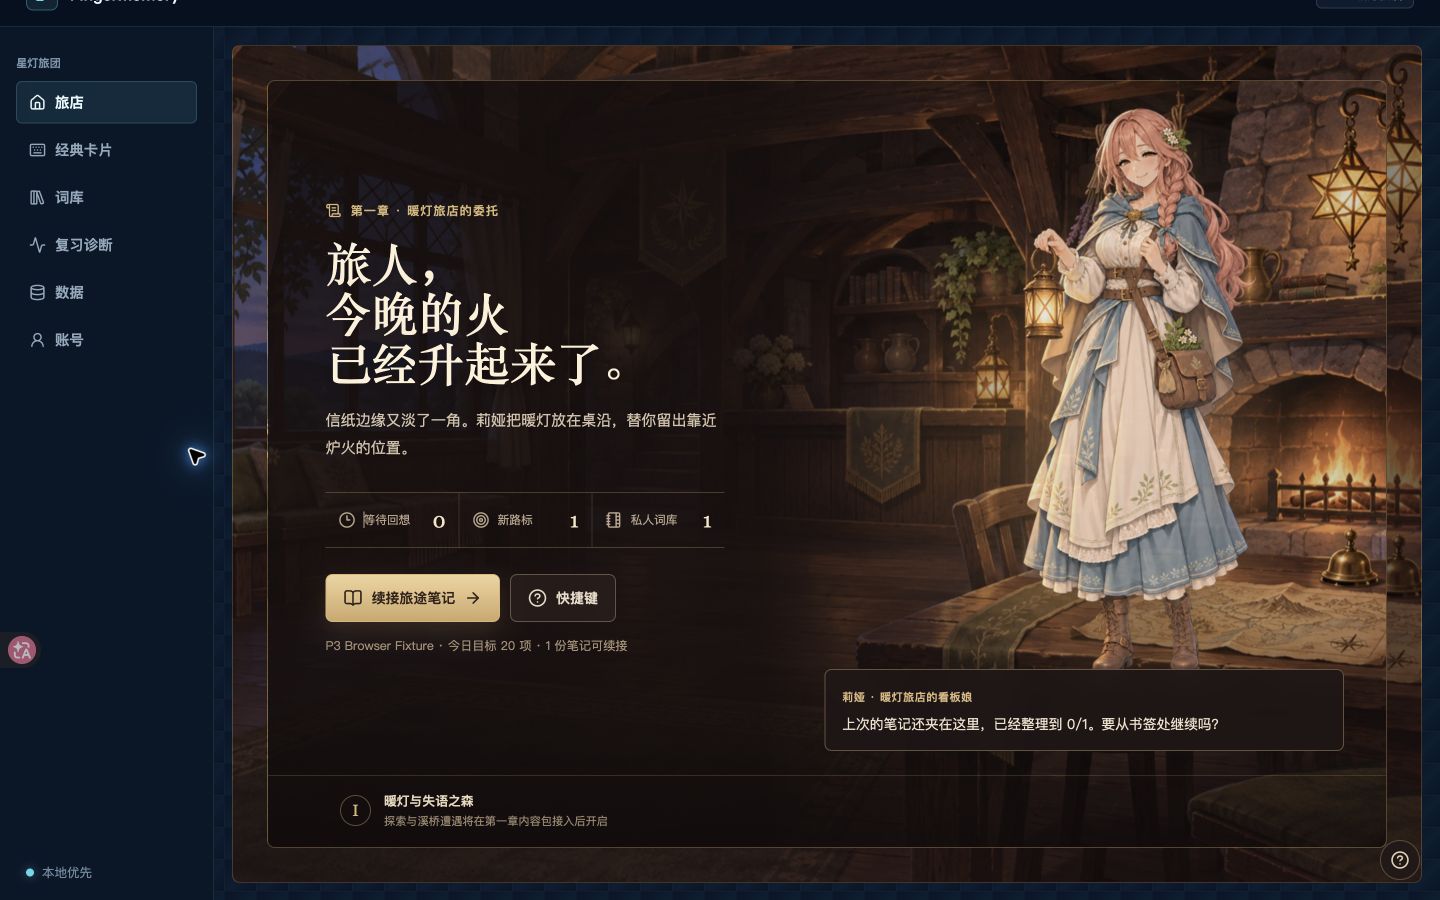 星灯旅团
旅店
经典卡片
词库
复习诊断
数据
账号
本地优先
第一章 · 暖灯旅店的委托
旅人，
今晚的火
已经升起来了。
信纸边缘又淡了一角。莉娅把暖灯放在桌沿，替你留出靠近
炉火的位置。
等待回想 0
新路标 1
私人词库 1
续接旅途笔记
快捷键
P3 Browser Fixture · 今日目标 20 项 · 1 份笔记可续接
莉娅 · 暖灯旅店的看板娘
上次的笔记还夹在这里，已经整理到 0/1。要从书签处继续吗？
I
暖灯与失语之森
探索与溪桥遭遇将在第一章内容包接入后开启